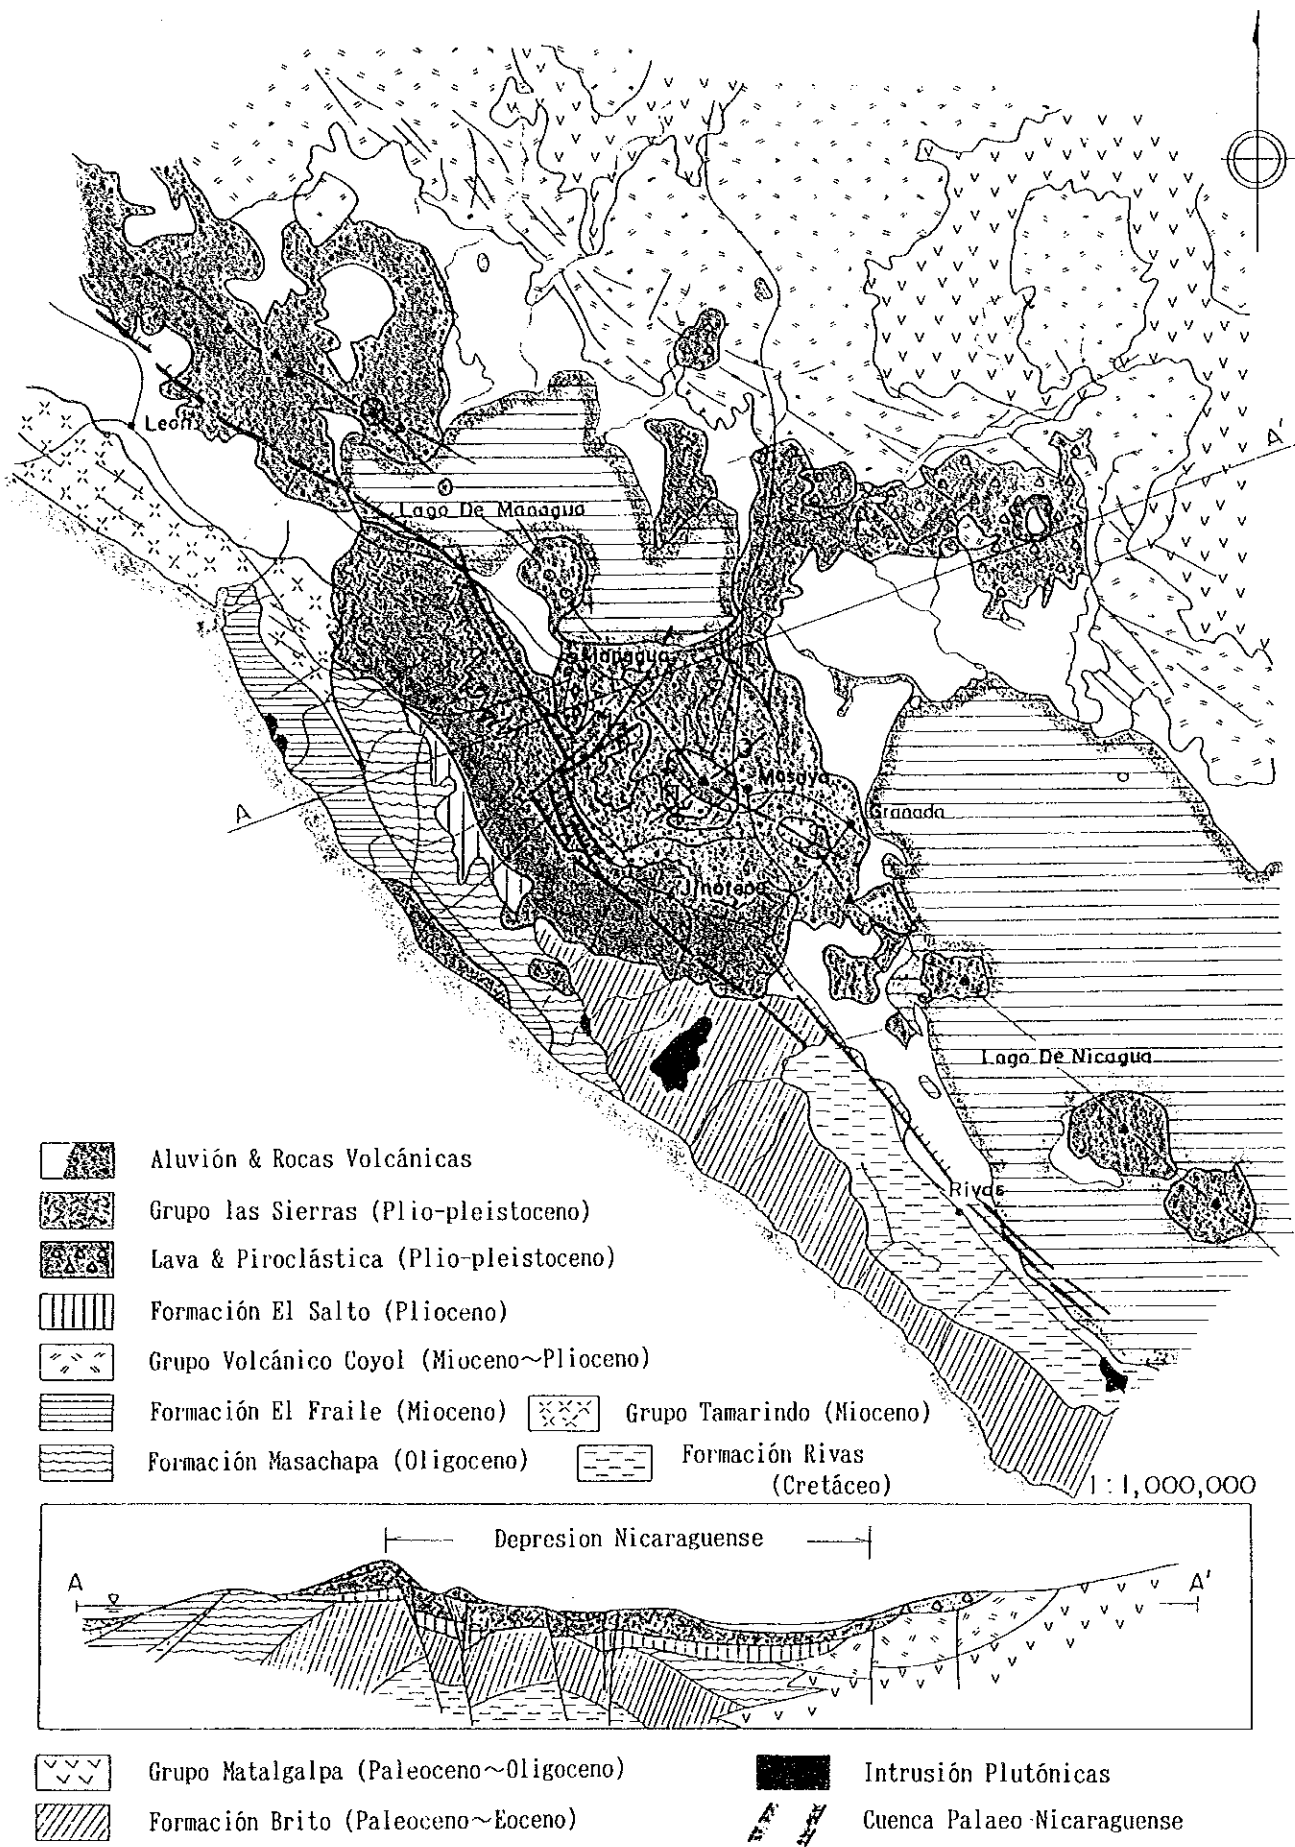 A'
León
Lago De Managua
Managua
Masaya
Granada
A
Jinotepe
Lago De Nicagua
Rivas
Aluvión & Rocas Volcánicas
Grupo las Sierras (Plio-pleistoceno)
Lava & Piroclástica (Plio-pleistoceno)
Formación El Salto (Plioceno)
Grupo Volcánico Coyol (Mioceno~Plioceno)
Formación El Fraile (Mioceno)
Grupo Tamarindo (Mioceno)
Formación Masachapa (Oligoceno)
Formación Rivas
(Cretáceo)
1:1,000,000
Depresion Nicaraguense
A
A'
Grupo Matalgalpa (Paleoceno~Oligoceno)
Intrusión Plutónicas
Formación Brito (Paleoceno~Eoceno)
Cuenca Palaeo-Nicaraguense